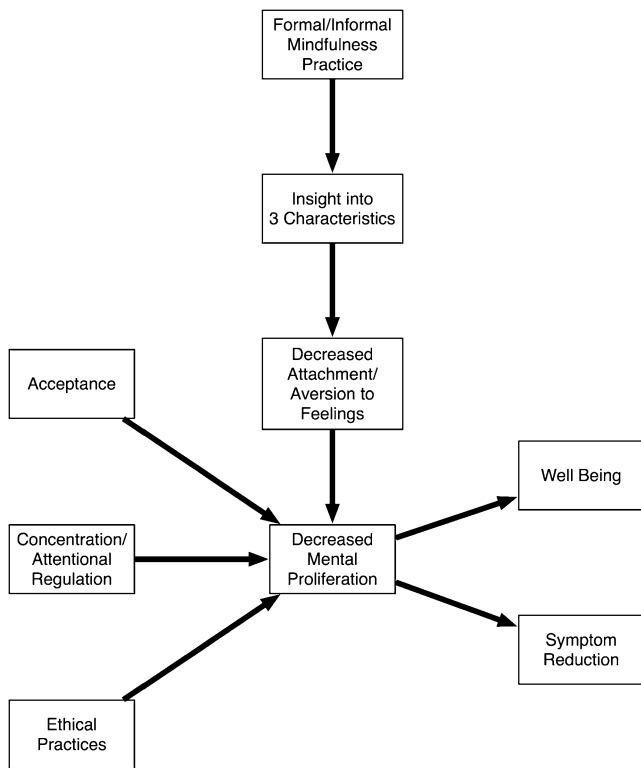 Formal/Informal
Mindfulness
Practice
Insight into
3 Characteristics
Decreased
Attachment/
Aversion to
Feelings
Acceptance
Well Being
Concentration/
Attentional
Regulation
Decreased
Mental
Proliferation
Symptom
Reduction
Ethical
Practices